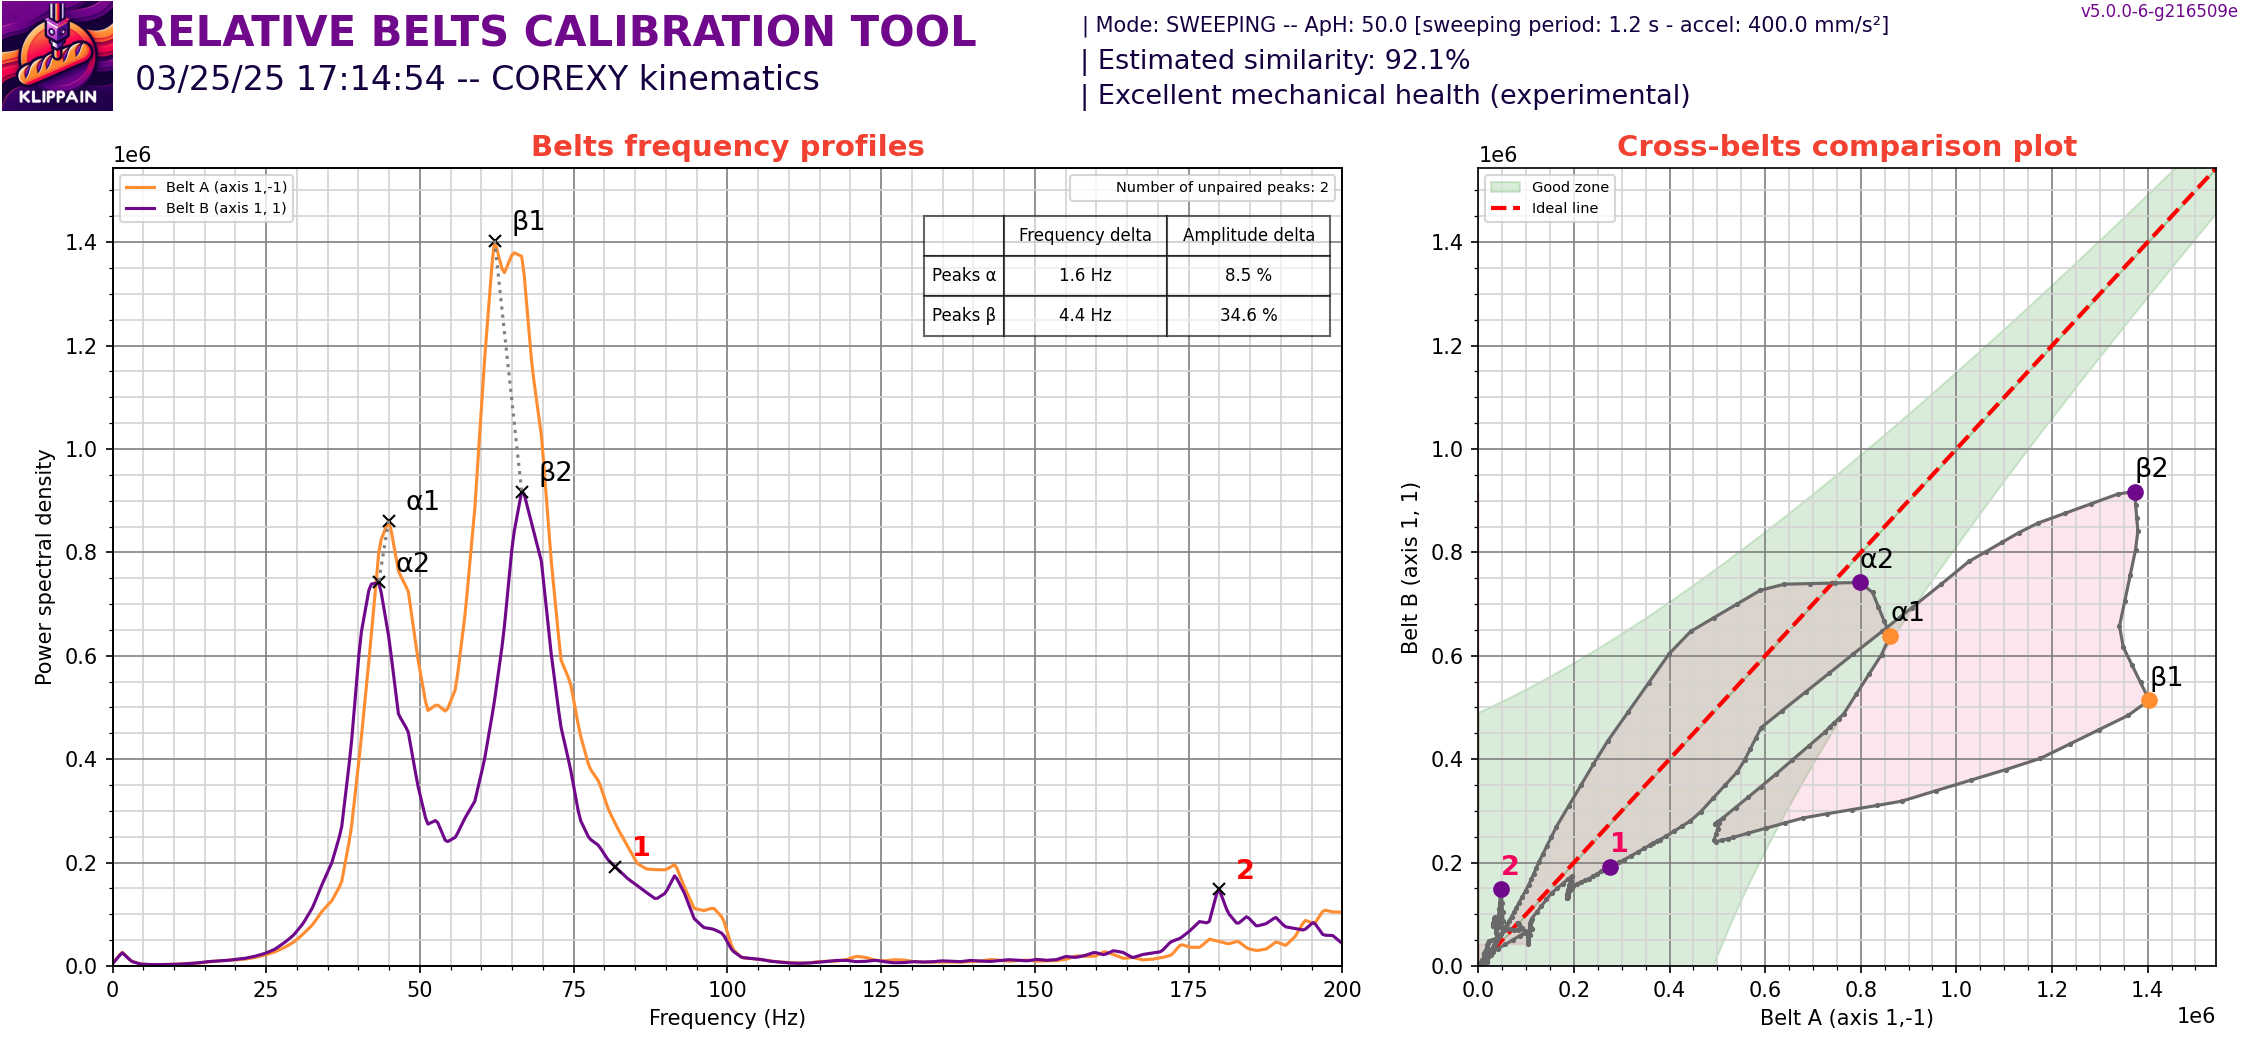 KLIPPAIN
RELATIVE BELTS CALIBRATION TOOL
03/25/25 17:14:54 -- COREXY kinematics
| Mode: SWEEPING -- ApH: 50.0 [sweeping period: 1.2 s - accel: 400.0 mm/s²]
| Estimated similarity: 92.1%
| Excellent mechanical health (experimental)
v5.0.0-6-g216509e
Belts frequency profiles
1e6
Belt A (axis 1,-1)
Belt B (axis 1, 1)
Number of unpaired peaks: 2
Frequency delta Amplitude delta
Peaks α 1.6 Hz 8.5 %
Peaks β 4.4 Hz 34.6 %
β1
β2
α1
α2
1
2
Power spectral density
1.4
1.2
1.0
0.8
0.6
0.4
0.2
0.0
0 25 50 75 100 125 150 175 200
Frequency (Hz)
Cross-belts comparison plot
1e6
Good zone
Ideal line
β2
α2
α1
β1
1
2
Belt B (axis 1, 1)
1.4
1.2
1.0
0.8
0.6
0.4
0.2
0.0
0.0 0.2 0.4 0.6 0.8 1.0 1.2 1.4
Belt A (axis 1,-1)
1e6